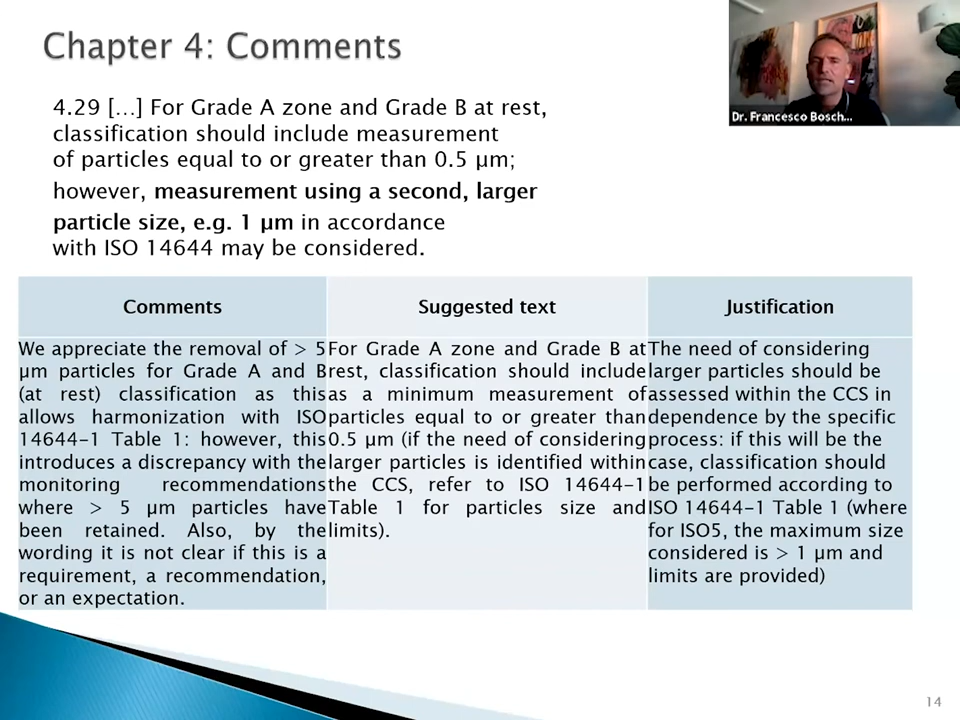 Chapter 4: Comments
Dr. Francesco Bosch...
4.29 […] For Grade A zone and Grade B at rest,
classification should include measurement
of particles equal to or greater than 0.5 µm;
however, measurement using a second, larger
particle size, e.g. 1 µm in accordance
with ISO 14644 may be considered.
Comments
Suggested text
Justification
We appreciate the removal of > 5
µm particles for Grade A and B
(at rest) classification as this
allows harmonization with ISO
14644-1 Table 1: however, this
introduces a discrepancy with the
monitoring recommendations
where > 5 µm particles have
been retained. Also, by the
wording it is not clear if this is a
requirement, a recommendation,
or an expectation.
For Grade A zone and Grade B at
rest, classification should include
as a minimum measurement of
particles equal to or greater than
0.5 µm (if the need of considering
larger particles is identified within
the CCS, refer to ISO 14644-1
Table 1 for particles size and
limits).
The need of considering
larger particles should be
assessed within the CCS in
dependence by the specific
process: if this will be the
case, classification should
be performed according to
ISO 14644-1 Table 1 (where
for ISO5, the maximum size
considered is > 1 µm and
limits are provided)
14